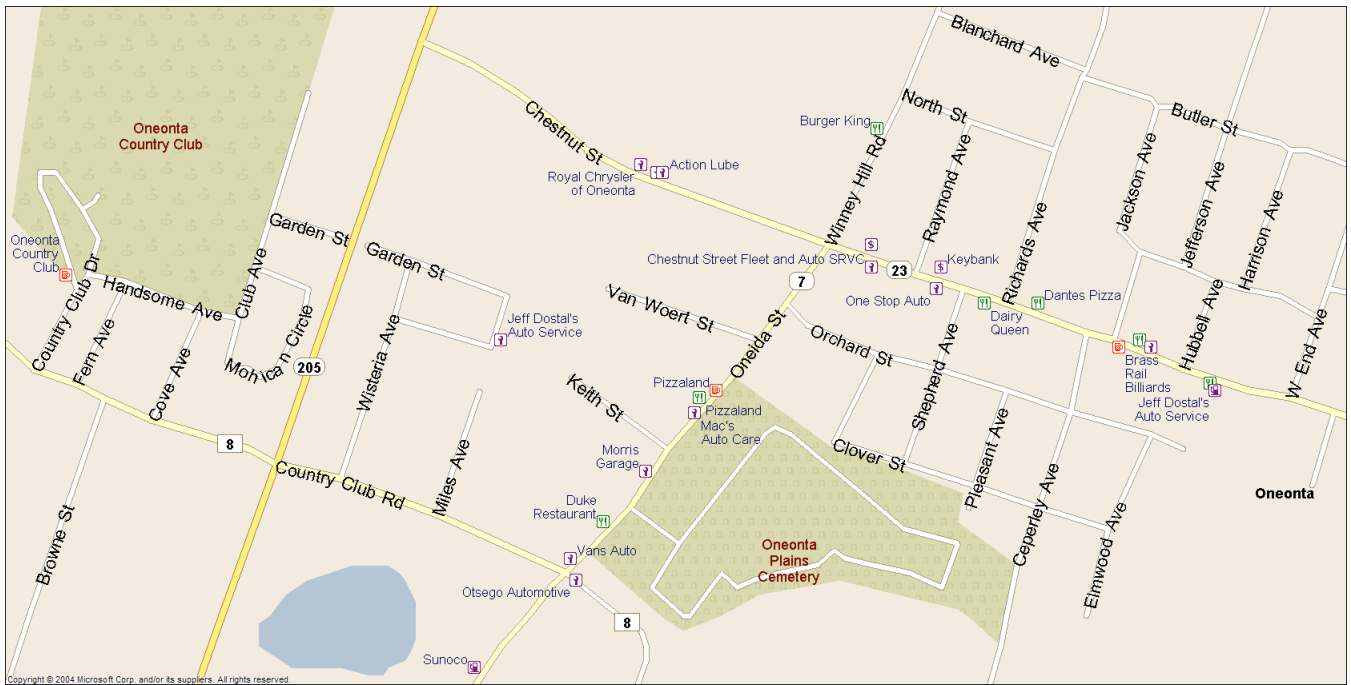 Blanchard Ave
North St
Butler St
Burger King
Chestnut St
Oneonta
Country Club
Action Lube
Royal Chrysler
of Oneonta
Winney Hill Rd
Raymond Ave
Jackson Ave
Jefferson Ave
Harrison Ave
Garden St
Garden St
Oneonta
Country
Club
Country Club Dr
Handsome Ave
Club Ave
Chestnut Street Fleet and Auto SRVC
23
Keybank
Richards Ave
7
One Stop Auto
Dantes Pizza
Dairy
Queen
Van Woert St
Oneida St
Orchard St
Shepherd Ave
Hubbell Ave
W End Ave
Jeff Dostal's
Auto Service
Fern Ave
Cove Ave
Mohican Circle
205
Wisteria Ave
Brass
Rail
Billiards
Jeff Dostal's
Auto Service
Pizzaland
Pizzaland
Mac's
Auto Care
Keith St
8
Country Club Rd
Miles Ave
Morris
Garage
Clover St
Pleasant Ave
Ceperley Ave
Elmwood Ave
Oneonta
Duke
Restaurant
Browne St
Vans Auto
Oneonta
Plains
Cemetery
Otsego Automotive
8
Sunoco
Copyright © 2004 Microsoft Corp. and/or its suppliers. All rights reserved.